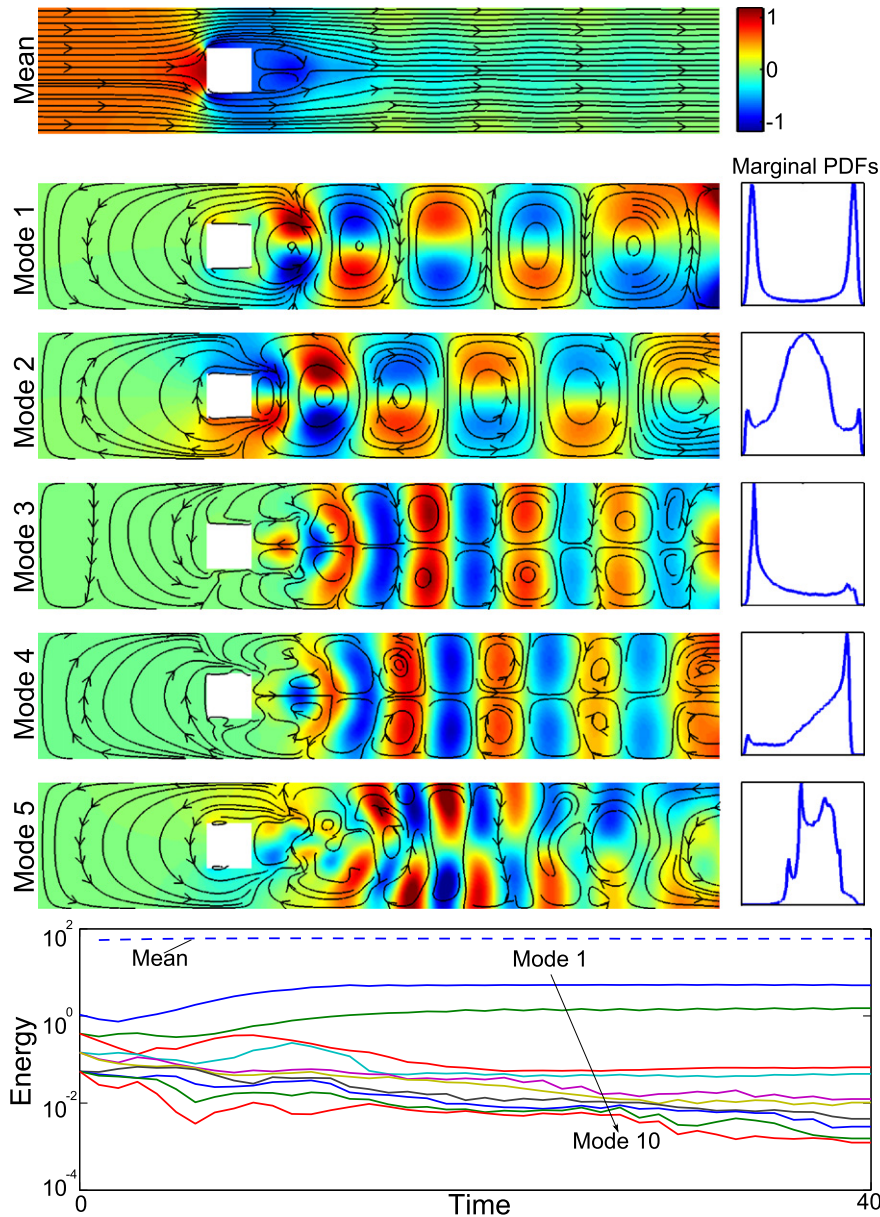 Mean
1
0
-1
Marginal PDFs
Mode 1
Mode 2
Mode 3
Mode 4
Mode 5
10^2
10^0
10^-2
10^-4
Energy
Mean
Mode 1
Mode 10
0
Time
40